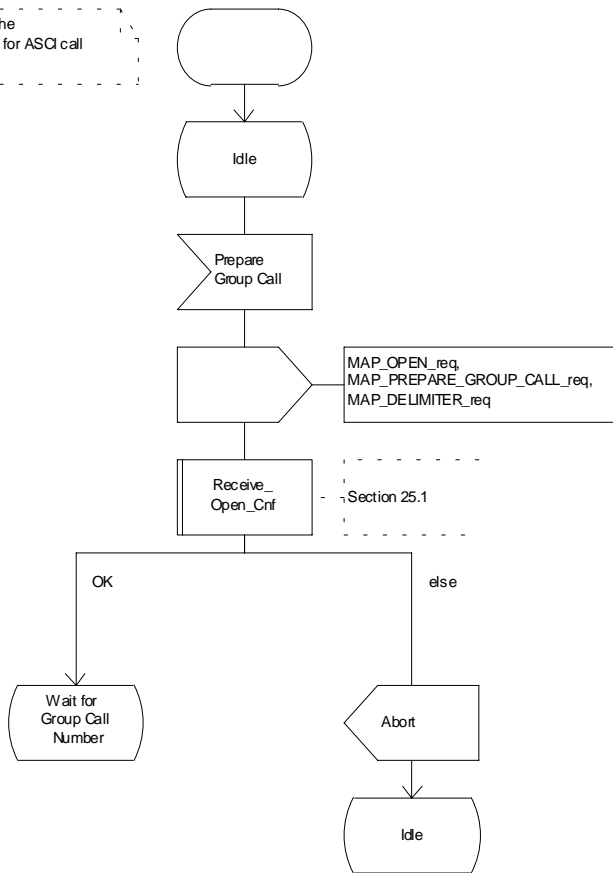 the
for ASCI call
Idle
Prepare
Group Call
MAP_OPEN_req,
MAP_PREPARE_GROUP_CALL_req,
MAP_DELIMITER_req
Receive_
Open_Cnf
Section 25.1
OK
else
Wait for
Group Call
Number
Abort
Idle